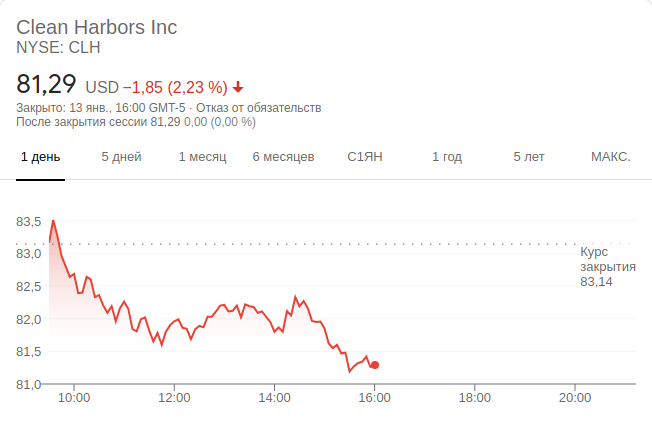 Clean Harbors Inc
NYSE: CLH
81,29 USD −1,85 (2,23 %)
Закрыто: 13 янв., 16:00 GMT-5 · Отказ от обязательств
После закрытия сессии 81,29 0,00 (0,00 %)
1 день 5 дней 1 месяц 6 месяцев С1ЯН 1 год 5 лет МАКС.
83,5
83,0
82,5
82,0
81,5
81,0
Курс
закрытия
83,14
10:00 12:00 14:00 16:00 18:00 20:00